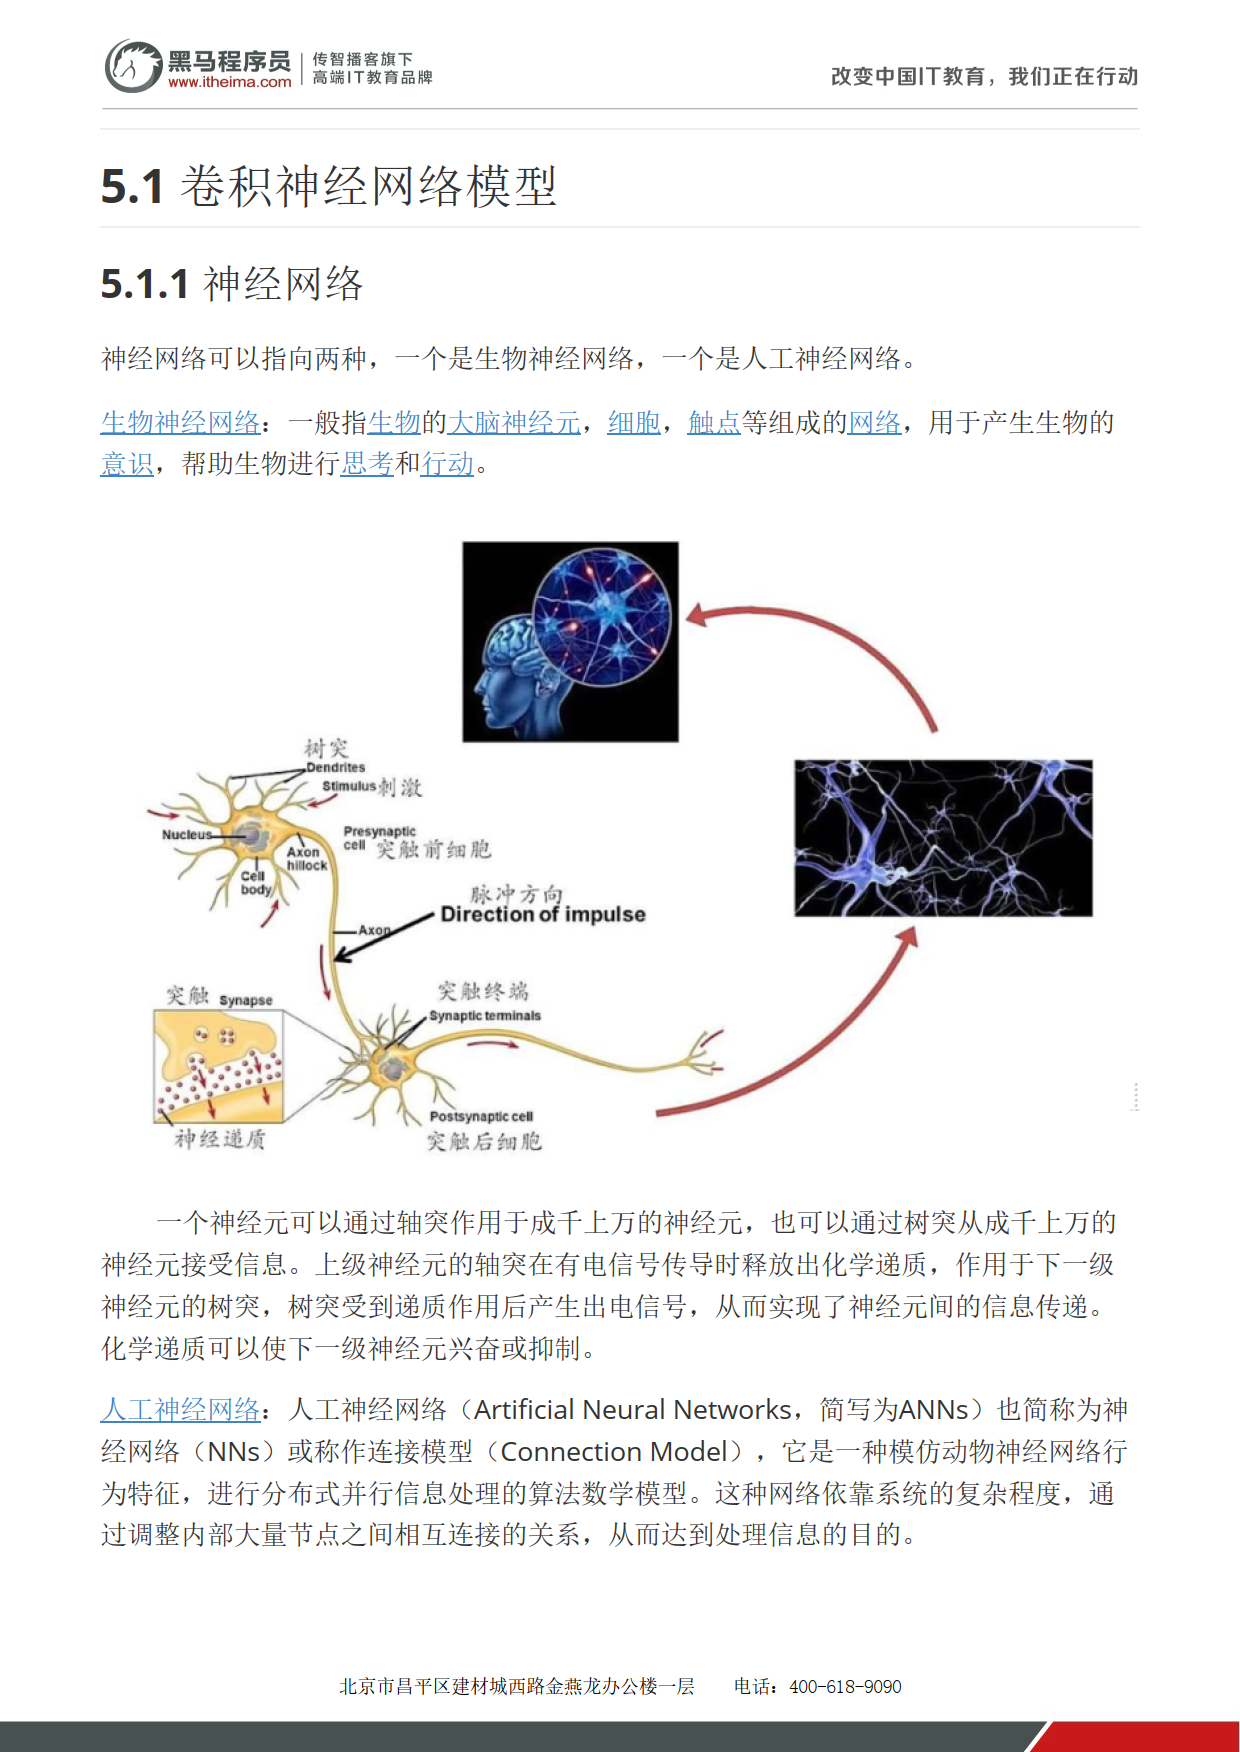 黑马程序员
www.itheima.com
传智播客旗下
高端IT教育品牌
改变中国IT教育，我们正在行动
5.1 卷积神经网络模型
5.1.1 神经网络
神经网络可以指向两种，一个是生物神经网络，一个是人工神经网络。
生物神经网络：一般指生物的大脑神经元，细胞，触点等组成的网络，用于产生生物的
意识，帮助生物进行思考和行动。
树突
Dendrites
Stimulus刺激
Nucleus
Presynaptic
cell 突触前细胞
Axon
hillock
Cell
body
脉冲方向
Direction of impulse
Axon
突触 Synapse
突触终端
Synaptic terminals
Postsynaptic cell
神经递质
突触后细胞
一个神经元可以通过轴突作用于成千上万的神经元，也可以通过树突从成千上万的
神经元接受信息。上级神经元的轴突在有电信号传导时释放出化学递质，作用于下一级
神经元的树突，树突受到递质作用后产生出电信号，从而实现了神经元间的信息传递。
化学递质可以使下一级神经元兴奋或抑制。
人工神经网络：人工神经网络（Artificial Neural Networks，简写为ANNs）也简称为神
经网络（NNs）或称作连接模型（Connection Model），它是一种模仿动物神经网络行
为特征，进行分布式并行信息处理的算法数学模型。这种网络依靠系统的复杂程度，通
过调整内部大量节点之间相互连接的关系，从而达到处理信息的目的。
北京市昌平区建材城西路金燕龙办公楼一层 电话：400-618-9090